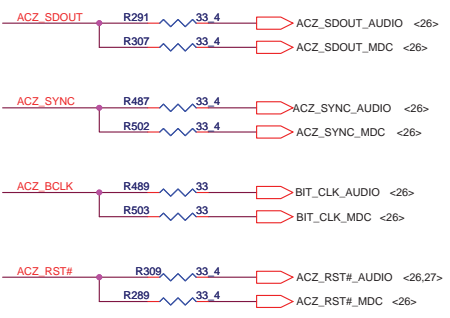 ACZ_SDOUT R291 33_4 ACZ_SDOUT_AUDIO <26>
R307 33_4 ACZ_SDOUT_MDC <26>
ACZ_SYNC R487 33_4 ACZ_SYNC_AUDIO <26>
R502 33_4 ACZ_SYNC_MDC <26>
ACZ_BCLK R489 33 BIT_CLK_AUDIO <26>
R503 33 BIT_CLK_MDC <26>
ACZ_RST# R309 33_4 ACZ_RST#_AUDIO <26,27>
R289 33_4 ACZ_RST#_MDC <26>